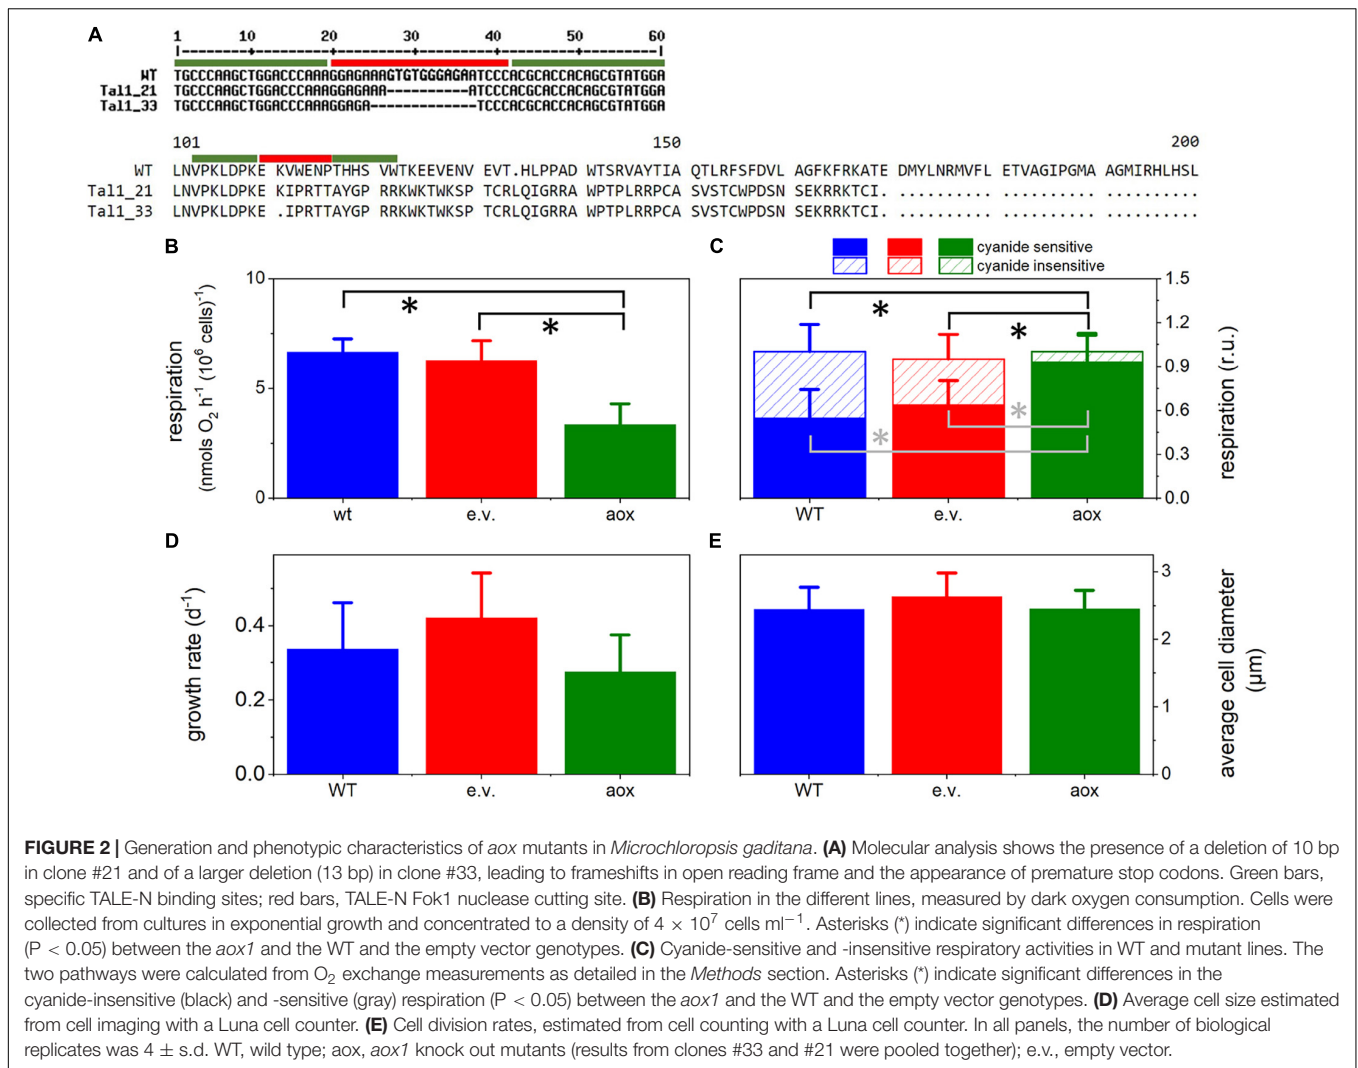 A
1 10 20 30 40 50 60
WT TGCCCAAGCTGGACCCAAAGGAGAAAGTGTGGGAGAATCCCACGCACCACAGCGTATGGA
Tal1_21 TGCCCAAGCTGGACCCAAAGGAGAAA----------ATCCCACGCACCACAGCGTATGGA
Tal1_33 TGCCCAAGCTGGACCCAAAGGAGA-------------TCCCACGCACCACAGCGTATGGA
101 150 200
WT LNVPKLDPKE KVWENPTHHS VWTKEEVENV EVT.HLPPAD WTSRVAYTIA QTLRFSFDVL AGFKFRKATE DMYLNRMVFL ETVAGIPGMA AGMIRHLHSL
Tal1_21 LNVPKLDPKE KIPRTTAYGP RRKWKTWKSP TCRLQIGRRA WPTPLRRPCA SVSTCWPDSN SEKRRKTCI. .......... .......... ..........
Tal1_33 LNVPKLDPKE .IPRTTAYGP RRKWKTWKSP TCRLQIGRRA WPTPLRRPCA SVSTCWPDSN SEKRRKTCI. .......... .......... ..........
B
respiration
(nmols O2 h-1 (10^6 cells)-1)
10
5
0
* *
wt e.v. aox
C
cyanide sensitive
cyanide insensitive
* *
* *
1.5
1.2
0.9
0.6
0.3
0.0
respiration (r.u.)
WT e.v. aox
D
growth rate (d-1)
0.4
0.2
0.0
WT e.v. aox
E
3
2
1
0
average cell diameter
(µm)
WT e.v. aox
FIGURE 2 | Generation and phenotypic characteristics of aox mutants in Microchloropsis gaditana. (A) Molecular analysis shows the presence of a deletion of 10 bp
in clone #21 and of a larger deletion (13 bp) in clone #33, leading to frameshifts in open reading frame and the appearance of premature stop codons. Green bars,
specific TALE-N binding sites; red bars, TALE-N Fok1 nuclease cutting site. (B) Respiration in the different lines, measured by dark oxygen consumption. Cells were
collected from cultures in exponential growth and concentrated to a density of 4 × 10^7 cells ml−1. Asterisks (*) indicate significant differences in respiration
(P < 0.05) between the aox1 and the WT and the empty vector genotypes. (C) Cyanide-sensitive and -insensitive respiratory activities in WT and mutant lines. The
two pathways were calculated from O2 exchange measurements as detailed in the Methods section. Asterisks (*) indicate significant differences in the
cyanide-insensitive (black) and -sensitive (gray) respiration (P < 0.05) between the aox1 and the WT and the empty vector genotypes. (D) Average cell size estimated
from cell imaging with a Luna cell counter. (E) Cell division rates, estimated from cell counting with a Luna cell counter. In all panels, the number of biological
replicates was 4 ± s.d. WT, wild type; aox, aox1 knock out mutants (results from clones #33 and #21 were pooled together); e.v., empty vector.